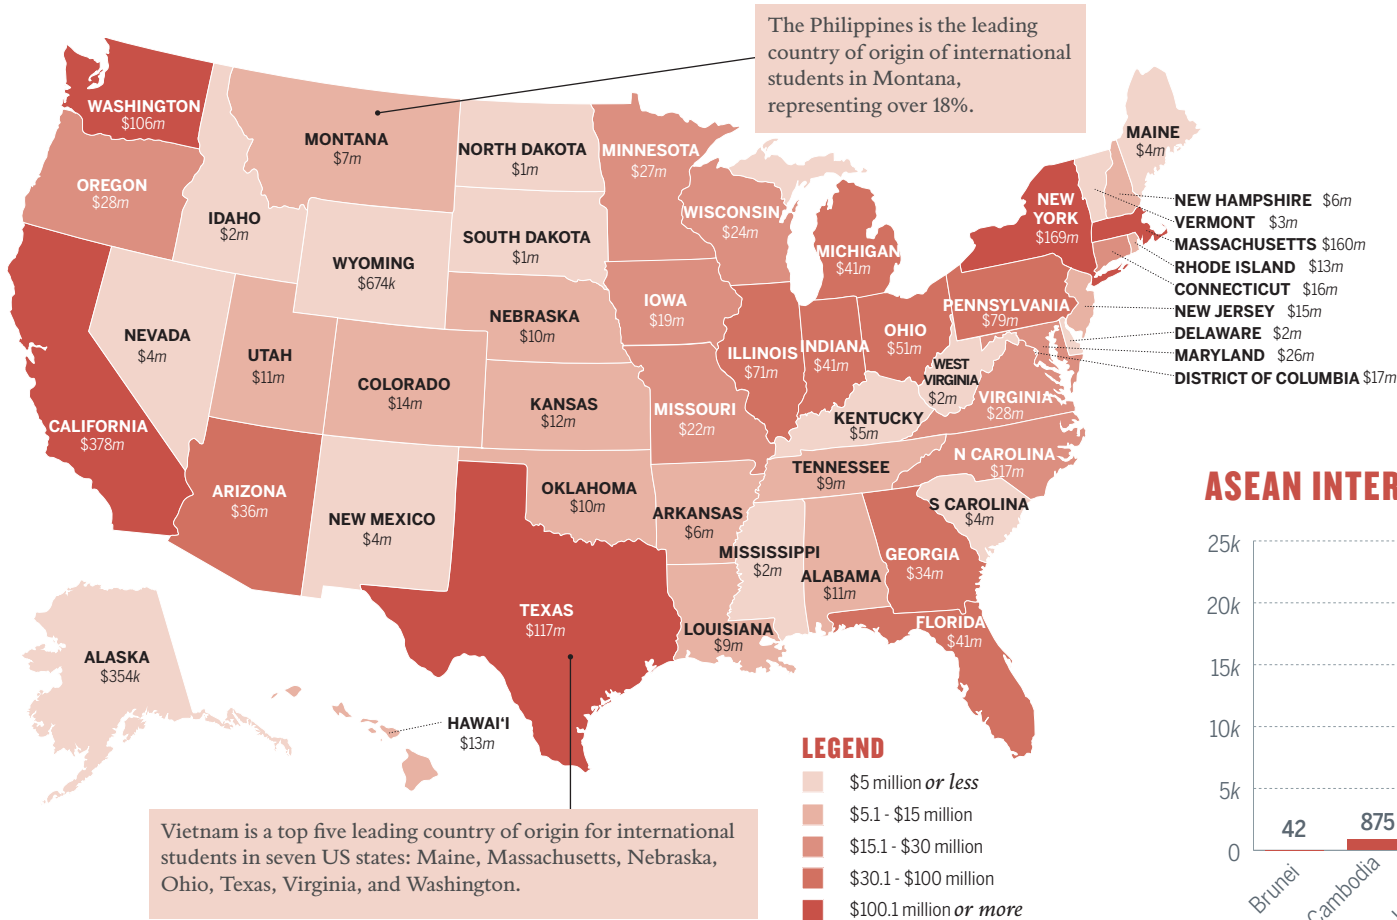 The Philippines is the leading
country of origin of international
students in Montana,
representing over 18%.
WASHINGTON
$106m
MONTANA
$7m
NORTH DAKOTA
$1m
MINNESOTA
$27m
MAINE
$4m
OREGON
$28m
IDAHO
$2m
WISCONSIN
$24m
NEW
YORK
$169m
NEW HAMPSHIRE $6m
VERMONT $3m
MASSACHUSETTS $160m
RHODE ISLAND $13m
CONNECTICUT $16m
NEW JERSEY $15m
DELAWARE $2m
MARYLAND $26m
DISTRICT OF COLUMBIA $17m
SOUTH DAKOTA
$1m
WYOMING
$674k
MICHIGAN
$41m
IOWA
$19m
PENNSYLVANIA
$79m
NEVADA
$4m
NEBRASKA
$10m
OHIO
$51m
UTAH
$11m
ILLINOIS
$71m
INDIANA
$41m
WEST
VIRGINIA
$2m
COLORADO
$14m
KANSAS
$12m
MISSOURI
$22m
VIRGINIA
$28m
CALIFORNIA
$378m
KENTUCKY
$5m
TENNESSEE
$9m
N CAROLINA
$17m
ARIZONA
$36m
OKLAHOMA
$10m
NEW MEXICO
$4m
ARKANSAS
$6m
S CAROLINA
$4m
MISSISSIPPI
$2m
ALABAMA
$11m
GEORGIA
$34m
TEXAS
$117m
LOUISIANA
$9m
FLORIDA
$41m
ALASKA
$354k
HAWAI‘I
$13m
Vietnam is a top five leading country of origin for international
students in seven US states: Maine, Massachusetts, Nebraska,
Ohio, Texas, Virginia, and Washington.
LEGEND
$5 million or less
$5.1 - $15 million
$15.1 - $30 million
$30.1 - $100 million
$100.1 million or more
ASEAN INTER
25k
20k
15k
10k
5k
0
42
875
Brunei
Cambodia